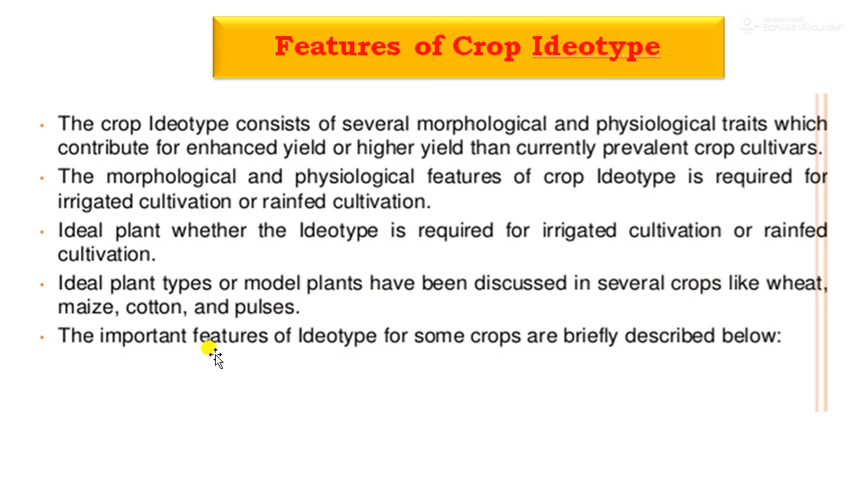 Features of Crop Ideotype
Screen Recorder
• The crop Ideotype consists of several morphological and physiological traits which
contribute for enhanced yield or higher yield than currently prevalent crop cultivars.
• The morphological and physiological features of crop Ideotype is required for
irrigated cultivation or rainfed cultivation.
• Ideal plant whether the Ideotype is required for irrigated cultivation or rainfed
cultivation.
• Ideal plant types or model plants have been discussed in several crops like wheat,
maize, cotton, and pulses.
• The important features of Ideotype for some crops are briefly described below: